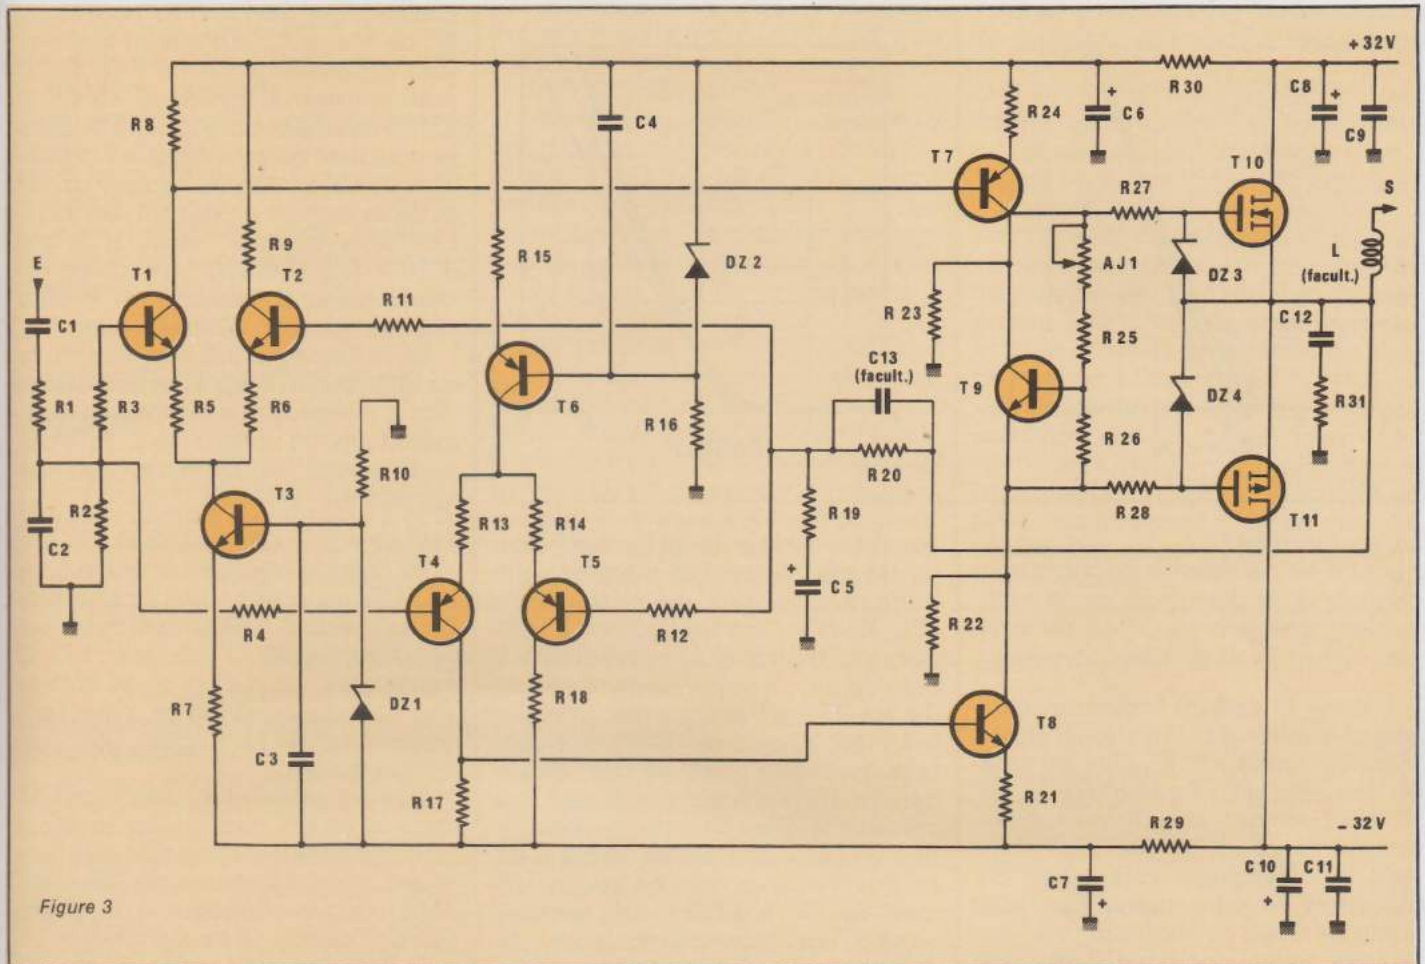 +32V
R8
C4
R24
C6
R30
C8
C9
T7
T10
R27
S
R9
R15
DZ2
AJ1
DZ3
L
(facult.)
E
T1
T2
R11
C1
R23
R25
C12
C13
(facult.)
T9
R1
R3
R5
R6
T6
R16
DZ4
R31
R10
R20
R26
C2
R2
T3
R13
R14
R19
R28
T11
T4
T5
C5
R4
R12
R22
R7
DZ1
R18
T8
C3
R17
R21
R29
− 32V
C7
C10
C11
Figure 3